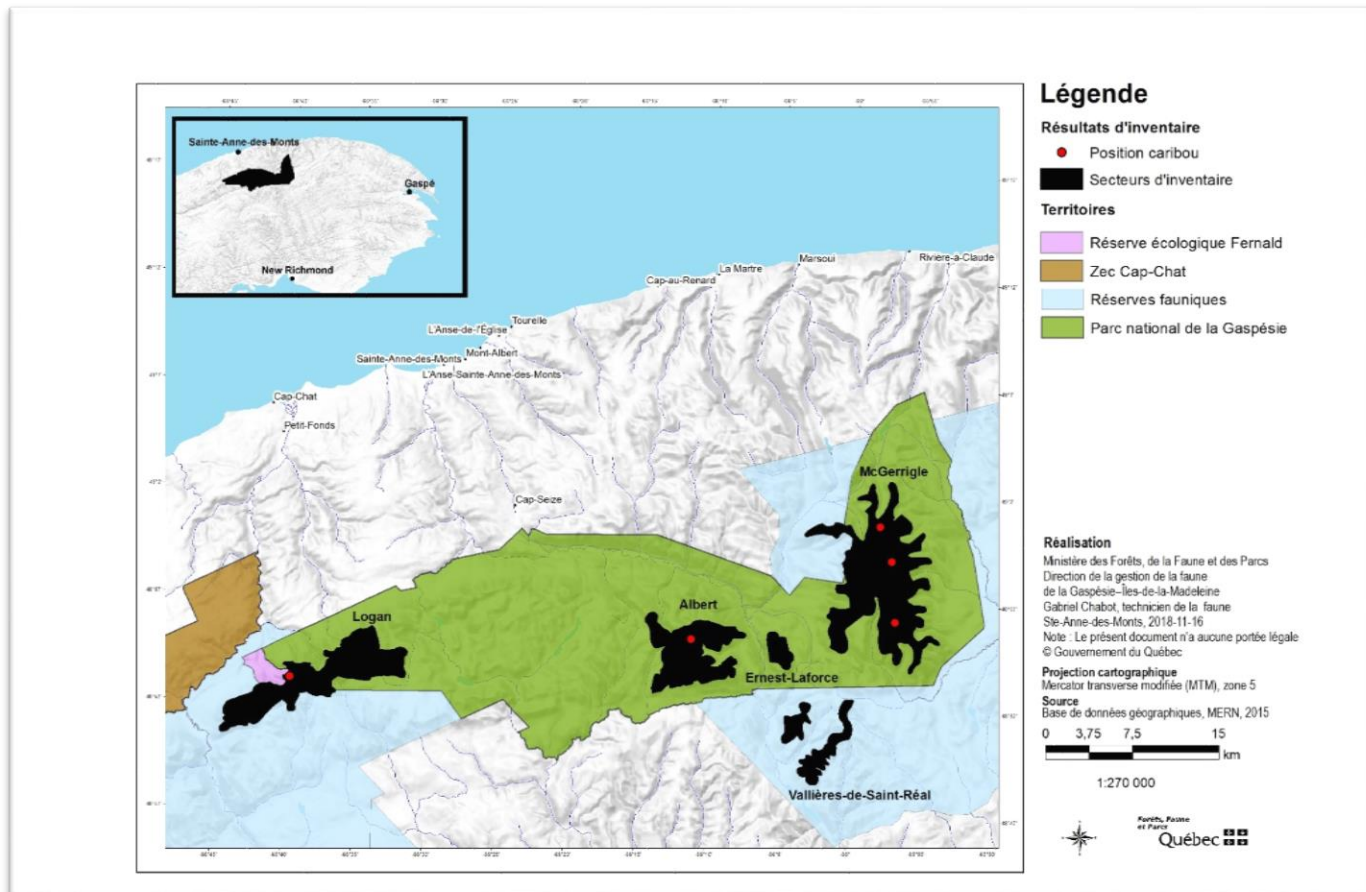 Sainte-Anne-des-Monts
Gaspé
New Richmond
Rivière-à-Claude
Marsoui
La Martre
Cap-au-Renard
Tourelle
L'Anse-de-l'Église
Mont-Albert
Sainte-Anne-des-Monts
L'Anse-Sainte-Anne-des-Monts
Cap-Chat
Petit-Fonds
Cap-Seize
McGerrigle
Albert
Logan
Ernest-Laforce
Vallières-de-Saint-Réal
Légende
Résultats d'inventaire
Position caribou
Secteurs d'inventaire
Territoires
Réserve écologique Fernald
Zec Cap-Chat
Réserves fauniques
Parc national de la Gaspésie
Réalisation
Ministère des Forêts, de la Faune et des Parcs
Direction de la gestion de la faune
de la Gaspésie–Îles-de-la-Madeleine
Gabriel Chabot, technicien de la faune
Ste-Anne-des-Monts, 2018-11-16
Note : Le présent document n'a aucune portée légale
© Gouvernement du Québec
Projection cartographique
Mercator transverse modifiée (MTM), zone 5
Source
Base de données géographiques, MERN, 2015
0 3,75 7,5 15
km
1:270 000
Forêts, Faune
et Parcs
Québec